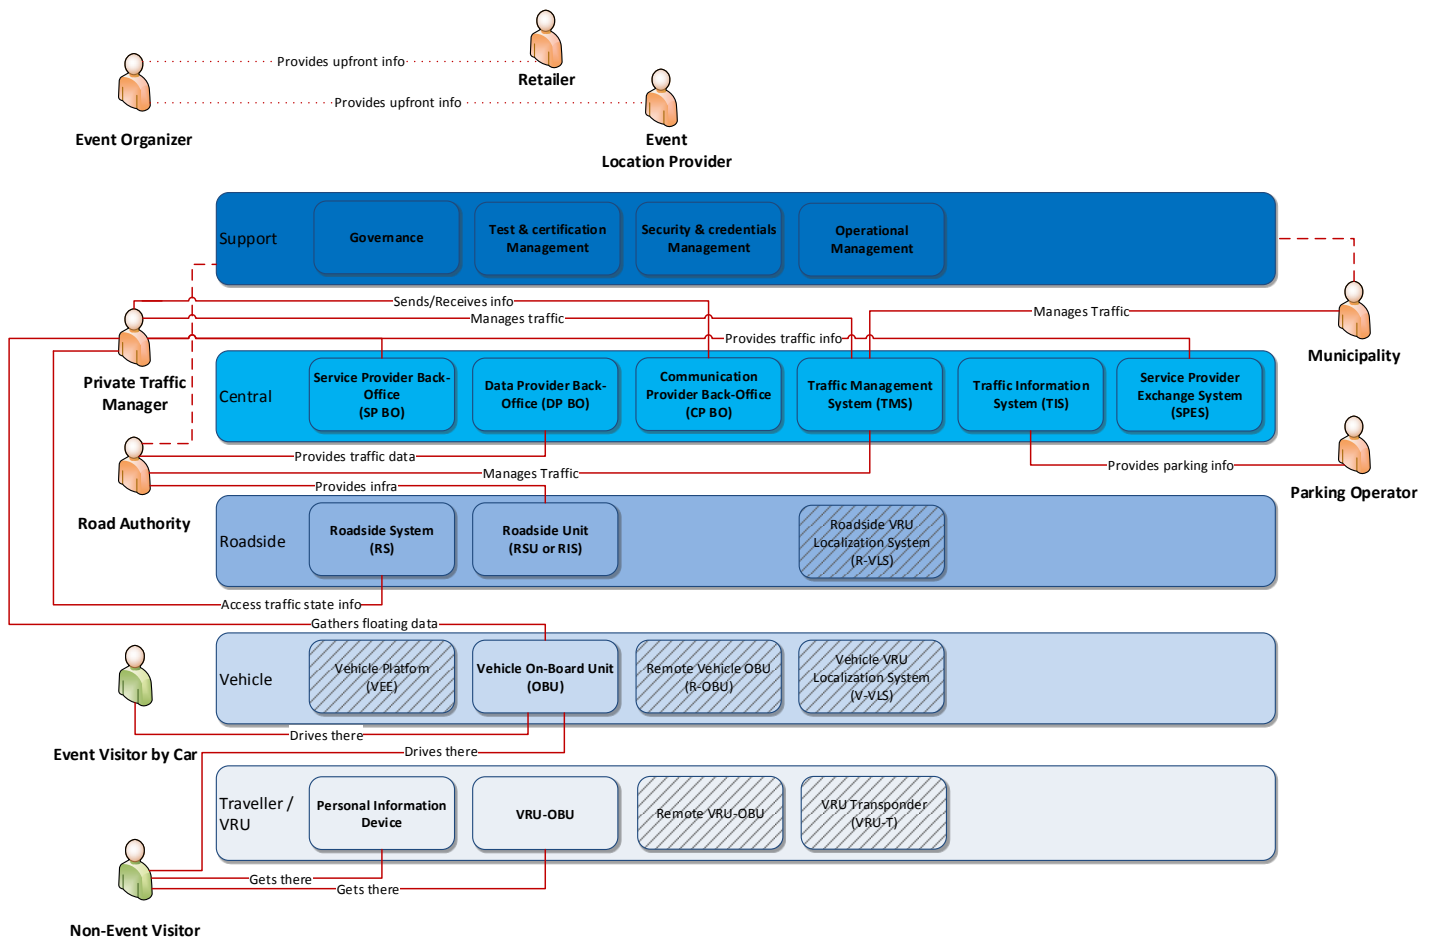 Provides upfront info
Retailer
Provides upfront info
Event Organizer
Event
Location Provider
Support
Governance
Test & certification
Management
Security & credentials
Management
Operational
Management
Sends/Receives info
Manages traffic
Manages Traffic
Provides traffic info
Private Traffic
Manager
Municipality
Central
Service Provider Back-
Office
(SP BO)
Data Provider Back-
Office (DP BO)
Communication
Provider Back-Office
(CP BO)
Traffic Management
System (TMS)
Traffic Information
System (TIS)
Service Provider
Exchange System
(SPES)
Provides traffic data
Manages Traffic
Provides parking info
Provides infra
Road Authority
Parking Operator
Roadside
Roadside System
(RS)
Roadside Unit
(RSU or RIS)
Roadside VRU
Localization System
(R-VLS)
Access traffic state info
Gathers floating data
Vehicle
Vehicle Platfom
(VEE)
Vehicle On-Board Unit
(OBU)
Remote Vehicle OBU
(R-OBU)
Vehicle VRU
Localization System
(V-VLS)
Drives there
Drives there
Event Visitor by Car
Traveller /
VRU
Personal Information
Device
VRU-OBU
Remote VRU-OBU
VRU Transponder
(VRU-T)
Gets there
Gets there
Non-Event Visitor